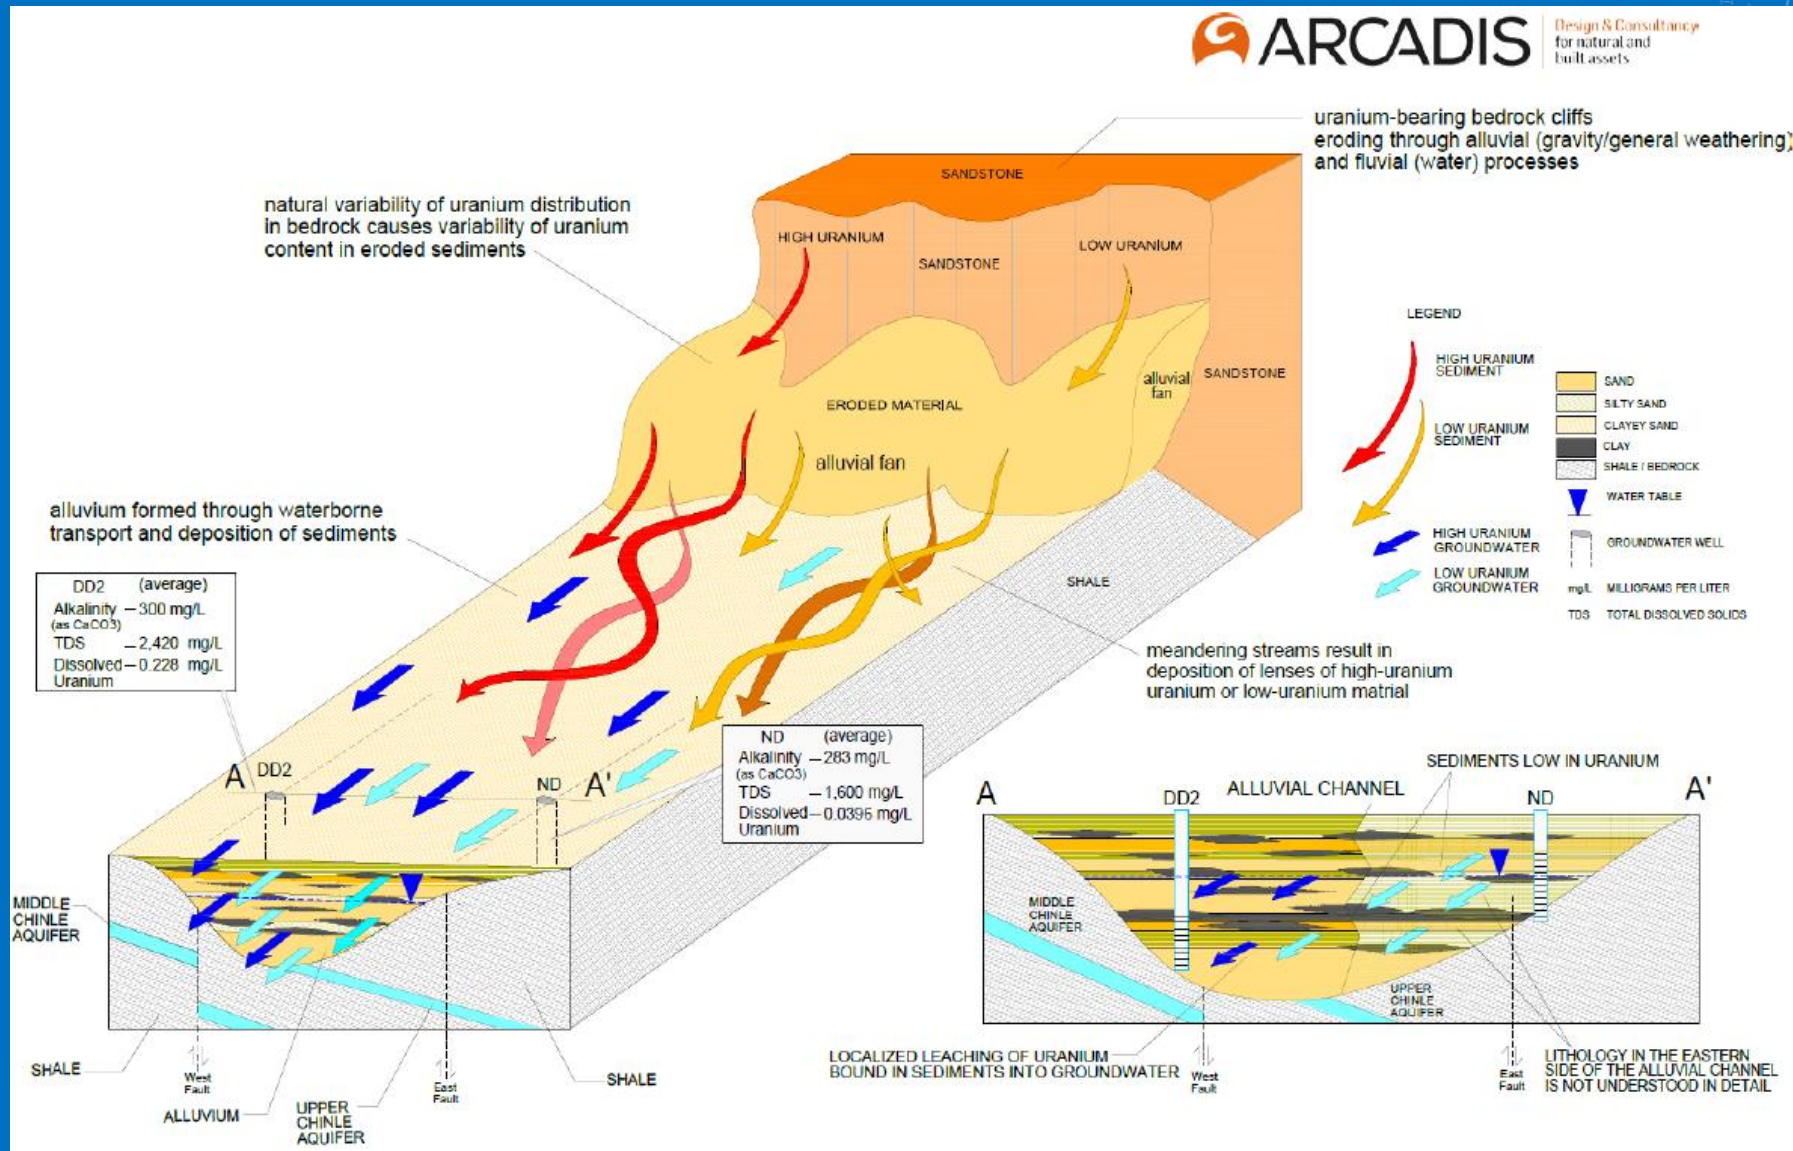 ARCADIS
Design & Consultancy
for natural and
built assets
uranium-bearing bedrock cliffs
eroding through alluvial (gravity/general weathering)
and fluvial (water) processes
natural variability of uranium distribution
in bedrock causes variability of uranium
content in eroded sediments
SANDSTONE
HIGH URANIUM
SANDSTONE
LOW URANIUM
SANDSTONE
alluvial
fan
ERODED MATERIAL
alluvial fan
SHALE
LEGEND
HIGH URANIUM
SEDIMENT
LOW URANIUM
SEDIMENT
HIGH URANIUM
GROUNDWATER
LOW URANIUM
GROUNDWATER
SAND
SILTY SAND
CLAYEY SAND
CLAY
SHALE / BEDROCK
WATER TABLE
GROUNDWATER WELL
mg/L MILLIGRAMS PER LITER
TDS TOTAL DISSOLVED SOLIDS
alluvium formed through waterborne
transport and deposition of sediments
DD2 (average)
Alkalinity – 300 mg/L
(as CaCO3)
TDS – 2,420 mg/L
Dissolved – 0.228 mg/L
Uranium
meandering streams result in
deposition of lenses of high-uranium
uranium or low-uranium matrial
ND (average)
Alkalinity – 283 mg/L
(as CaCO3)
TDS – 1,600 mg/L
Dissolved – 0.0396 mg/L
Uranium
A DD2
ND A'
MIDDLE
CHINLE
AQUIFER
SHALE
West
Fault
ALLUVIUM
UPPER
CHINLE
AQUIFER
East
Fault
SHALE
SEDIMENTS LOW IN URANIUM
A
DD2
ALLUVIAL CHANNEL
ND
A'
MIDDLE
CHINLE
AQUIFER
UPPER
CHINLE
AQUIFER
LOCALIZED LEACHING OF URANIUM
BOUND IN SEDIMENTS INTO GROUNDWATER
West
Fault
East
Fault
LITHOLOGY IN THE EASTERN
SIDE OF THE ALLUVIAL CHANNEL
IS NOT UNDERSTOOD IN DETAIL